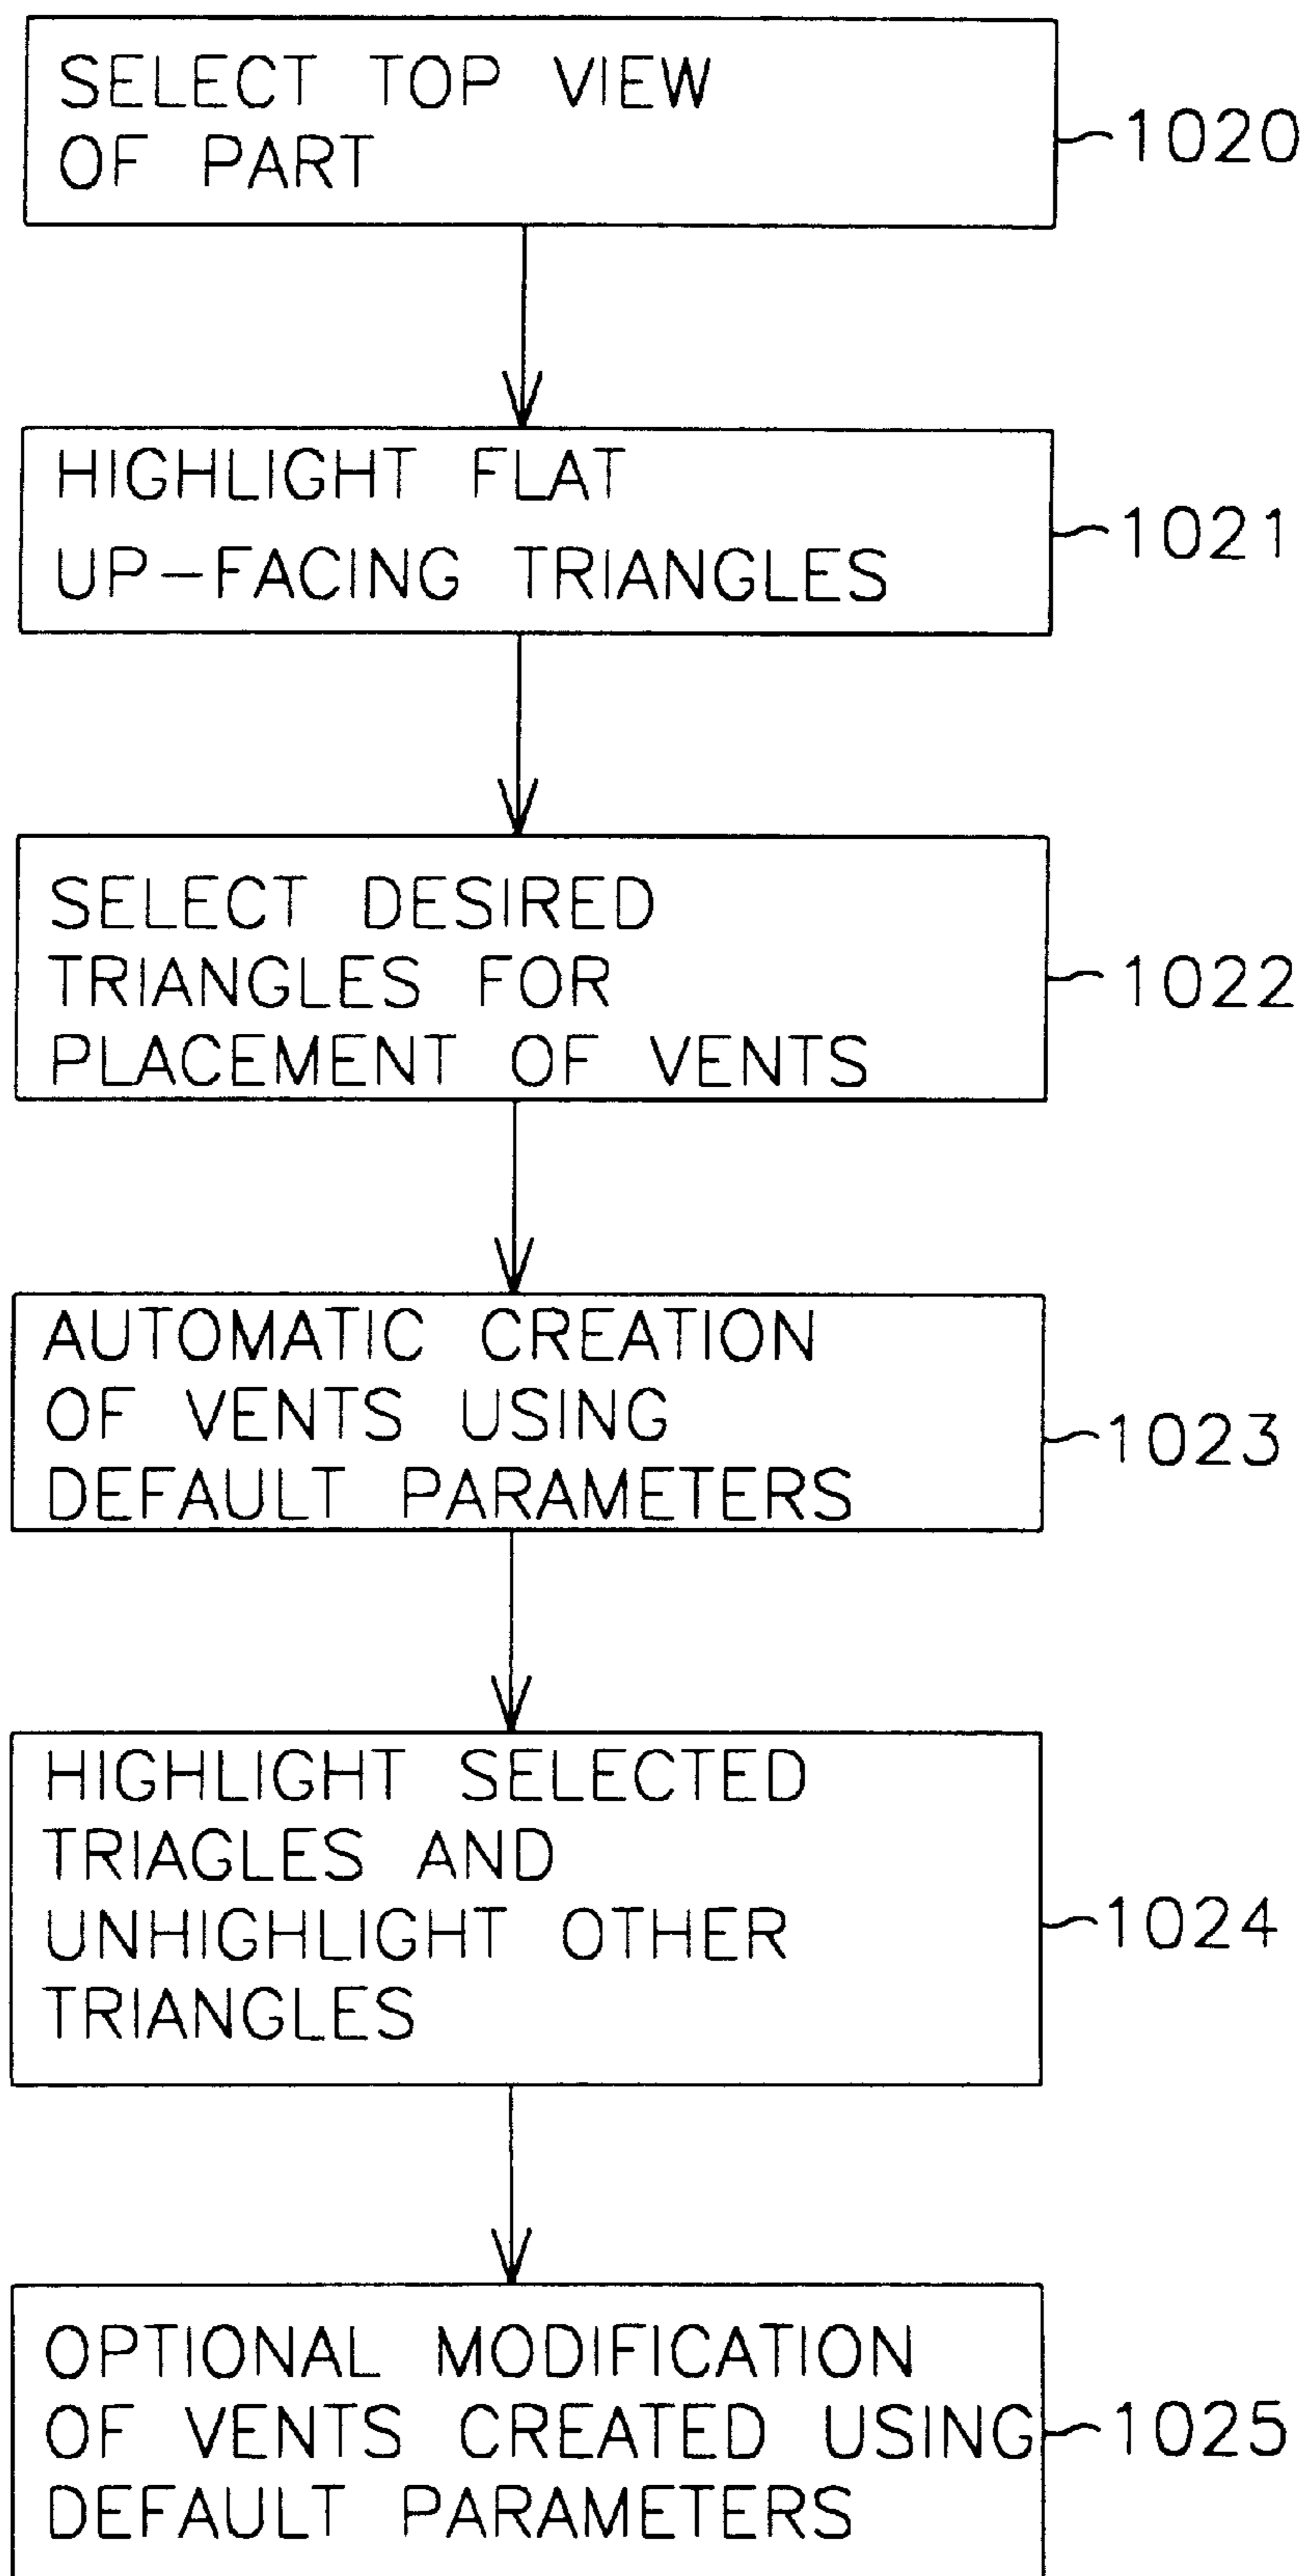 SELECT TOP VIEW
OF PART
1020
HIGHLIGHT FLAT
UP-FACING TRIANGLES
1021
SELECT DESIRED
TRIANGLES FOR
PLACEMENT OF VENTS
1022
AUTOMATIC CREATION
OF VENTS USING
DEFAULT PARAMETERS
1023
HIGHLIGHT SELECTED
TRIAGLES AND
UNHIGHLIGHT OTHER
TRIANGLES
1024
OPTIONAL MODIFICATION
OF VENTS CREATED USING
DEFAULT PARAMETERS
1025